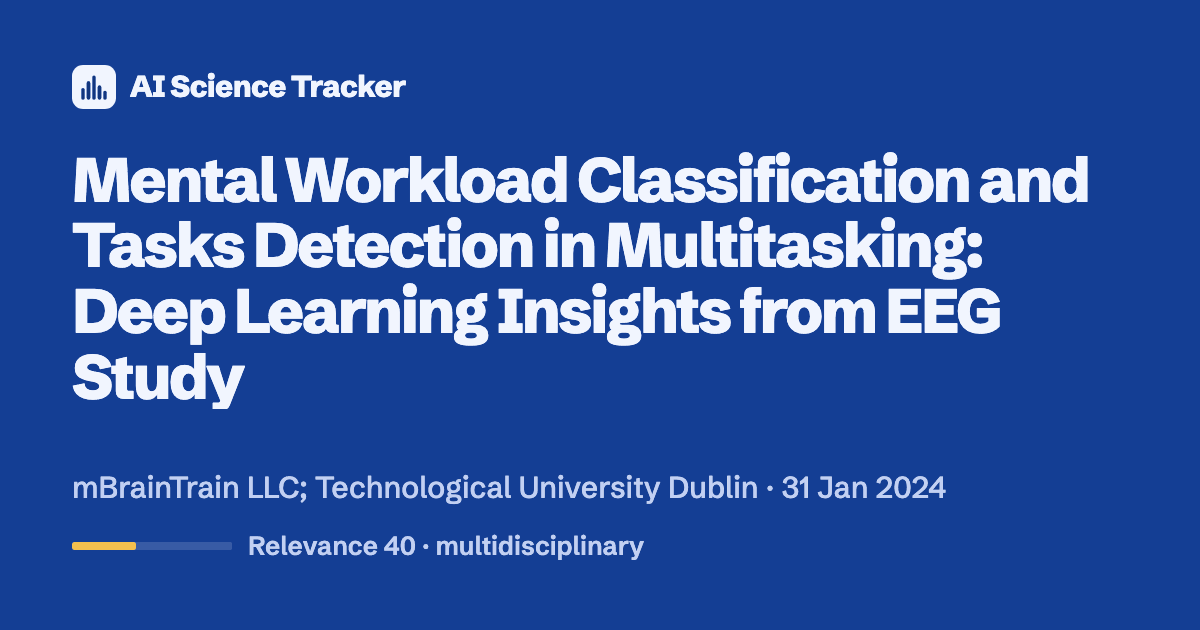 AI Science Tracker
Mental Workload Classification and
Tasks Detection in Multitasking:
Deep Learning Insights from EEG
Study
mBrainTrain LLC; Technological University Dublin · 31 Jan 2024
Relevance 40 · multidisciplinary